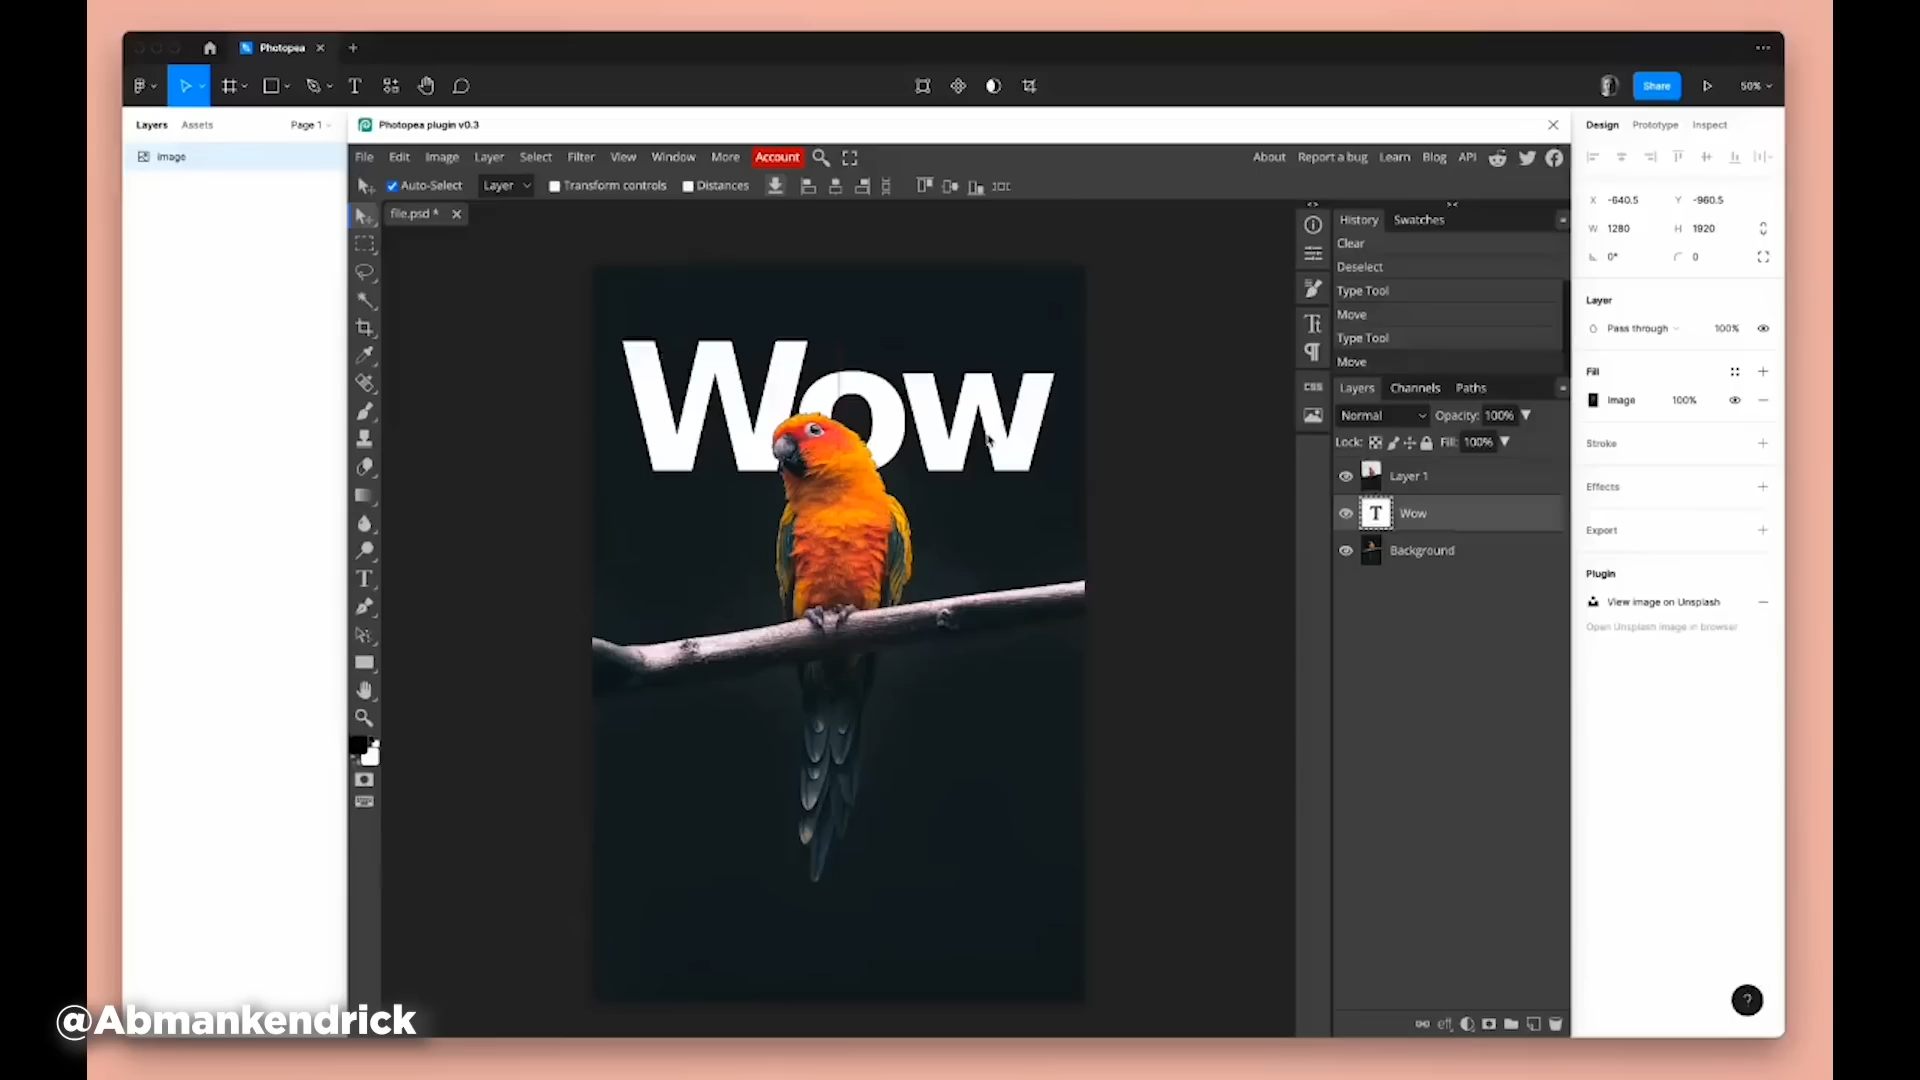 Photopea
Share
50%
Layers Assets Page 1
Photopea plugin v0.3
Design Prototype Inspect
Image
File Edit Image Layer Select Filter View Window More Account
About Report a bug Learn Blog API
Auto-Select Layer Transform controls Distances
file.psd *
History Swatches
Clear
Deselect
Type Tool
Move
Type Tool
Move
CSS
Layers Channels Paths
Normal Opacity: 100%
Lock: Fill: 100%
Layer 1
T Wow
Background
eff
X -640.5 Y -960.5
W 1280 H 1920
0° 0
Layer
Pass through 100%
Fill
Image 100%
Stroke
Effects
Export
Plugin
View image on Unsplash
Open Unsplash image in browser
?
Wow
@Abmankendrick